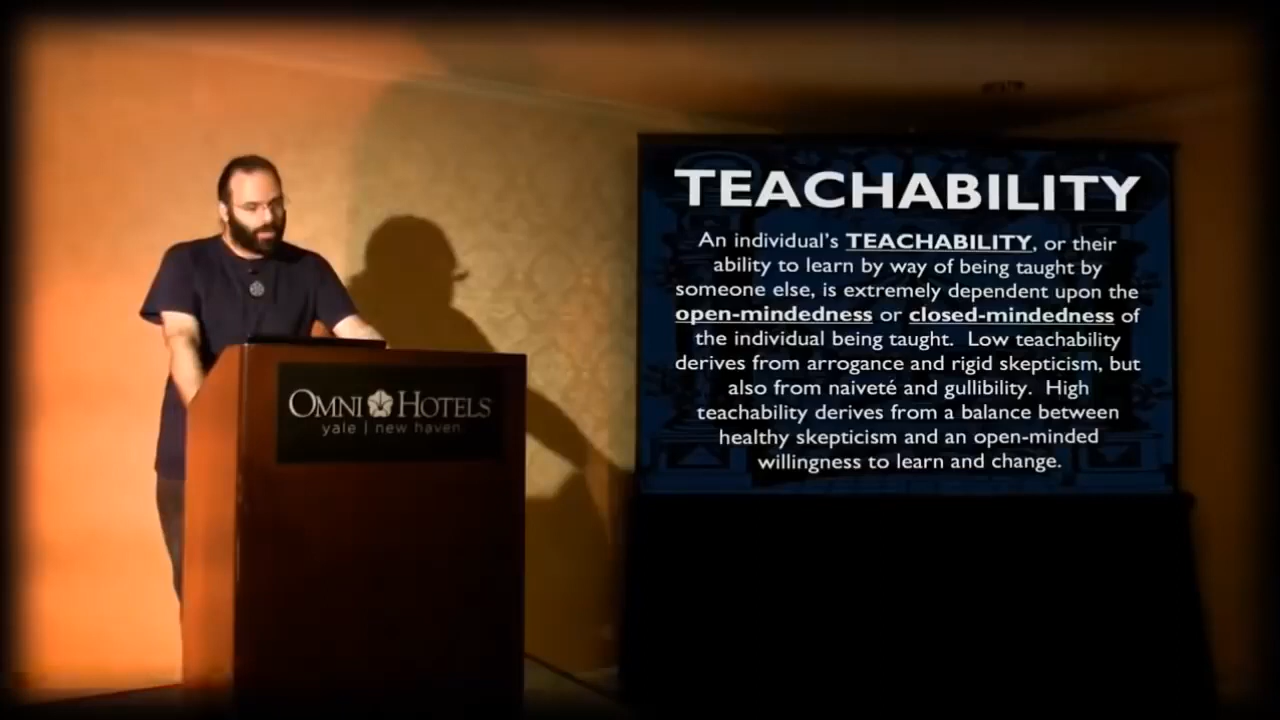 TEACHABILITY
An individual's TEACHABILITY, or their
ability to learn by way of being taught by
someone else, is extremely dependent upon the
open-mindedness or closed-mindedness of
the individual being taught.  Low teachability
derives from arrogance and rigid skepticism, but
also from naiveté and gullibility.  High
teachability derives from a balance between
healthy skepticism and an open-minded
willingness to learn and change.
OMNI HOTELS
yale | new haven